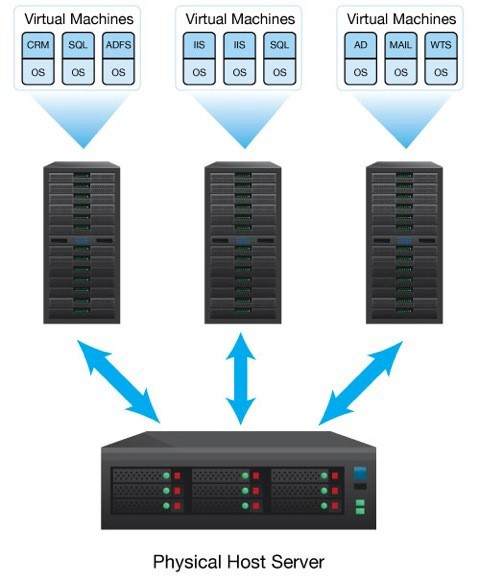 Virtual Machines Virtual Machines Virtual Machines
CRM SQL ADFS IIS IIS SQL AD MAIL WTS
OS OS OS OS OS OS OS OS OS
Physical Host Server